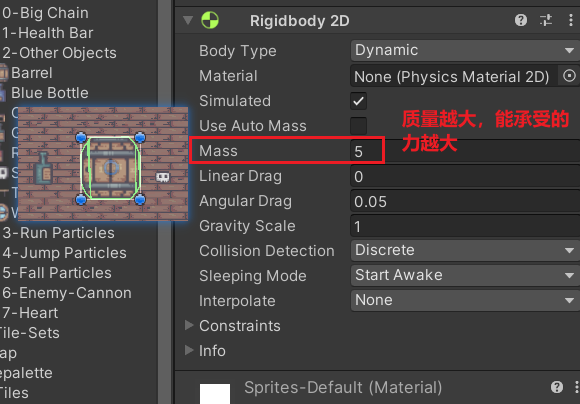 0-Big Chain
1-Health Bar
2-Other Objects
Barrel
Blue Bottle
3-Run Particles
4-Jump Particles
5-Fall Particles
6-Enemy-Cannon
7-Heart
Tiles
Rigidbody 2D
Body Type Dynamic
Material None (Physics Material 2D)
Simulated
Use Auto Mass
Mass 5
Linear Drag 0
Angular Drag 0.05
Gravity Scale 1
Collision Detection Discrete
Sleeping Mode Start Awake
Interpolate None
Constraints
Info
Sprites-Default (Material)
质量越大，能承受的
力越大